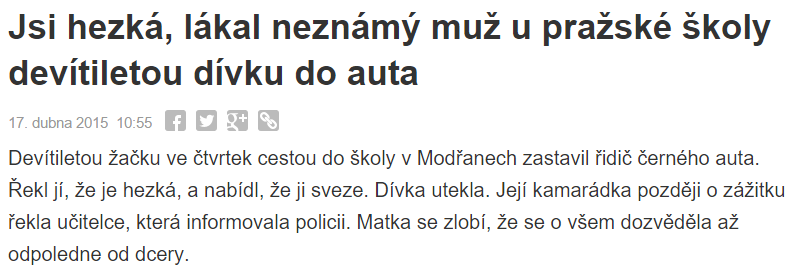 Jsi hezká, lákal neznámý muž u pražské školy
devítiletou dívku do auta
17. dubna 2015 10:55
Devítiletou žačku ve čtvrtek cestou do školy v Modřanech zastavil řidič černého auta.
Řekl jí, že je hezká, a nabídl, že ji sveze. Dívka utekla. Její kamarádka později o zážitku
řekla učitelce, která informovala policii. Matka se zlobí, že se o všem dozvěděla až
odpoledne od dcery.